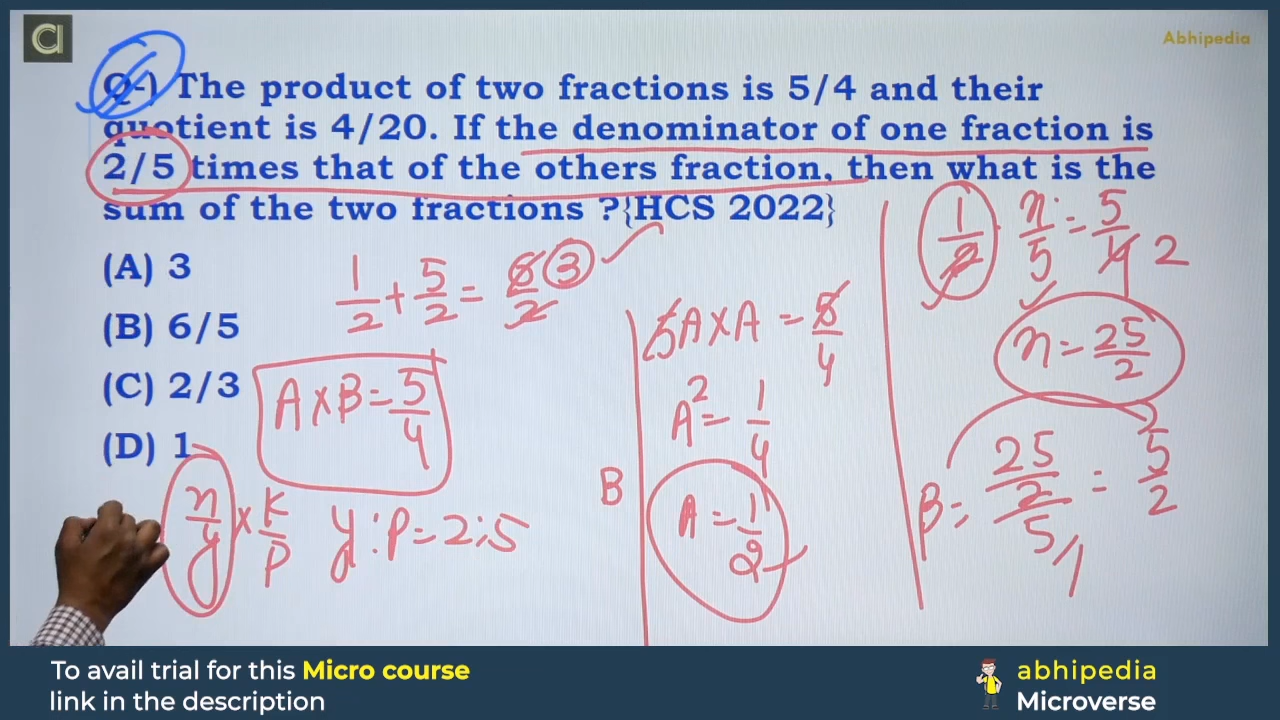 Abhipedia
Q-) The product of two fractions is 5/4 and their
quotient is 4/20. If the denominator of one fraction is
2/5 times that of the others fraction, then what is the
sum of the two fractions ?{HCS 2022}
(A) 3
(B) 6/5
(C) 2/3
(D) 1
1/2 + 5/2 = 6/2 3
A×B = 5/4
n/y × K/P y:P = 2:5
5A×A = 5/4
A² = 1/4
B
A = 1/2
1/2 · n/5 = 5/4 2
n = 25/2
B = 25/2/5 = 5/2
To avail trial for this Micro course
link in the description
abhipedia
Microverse